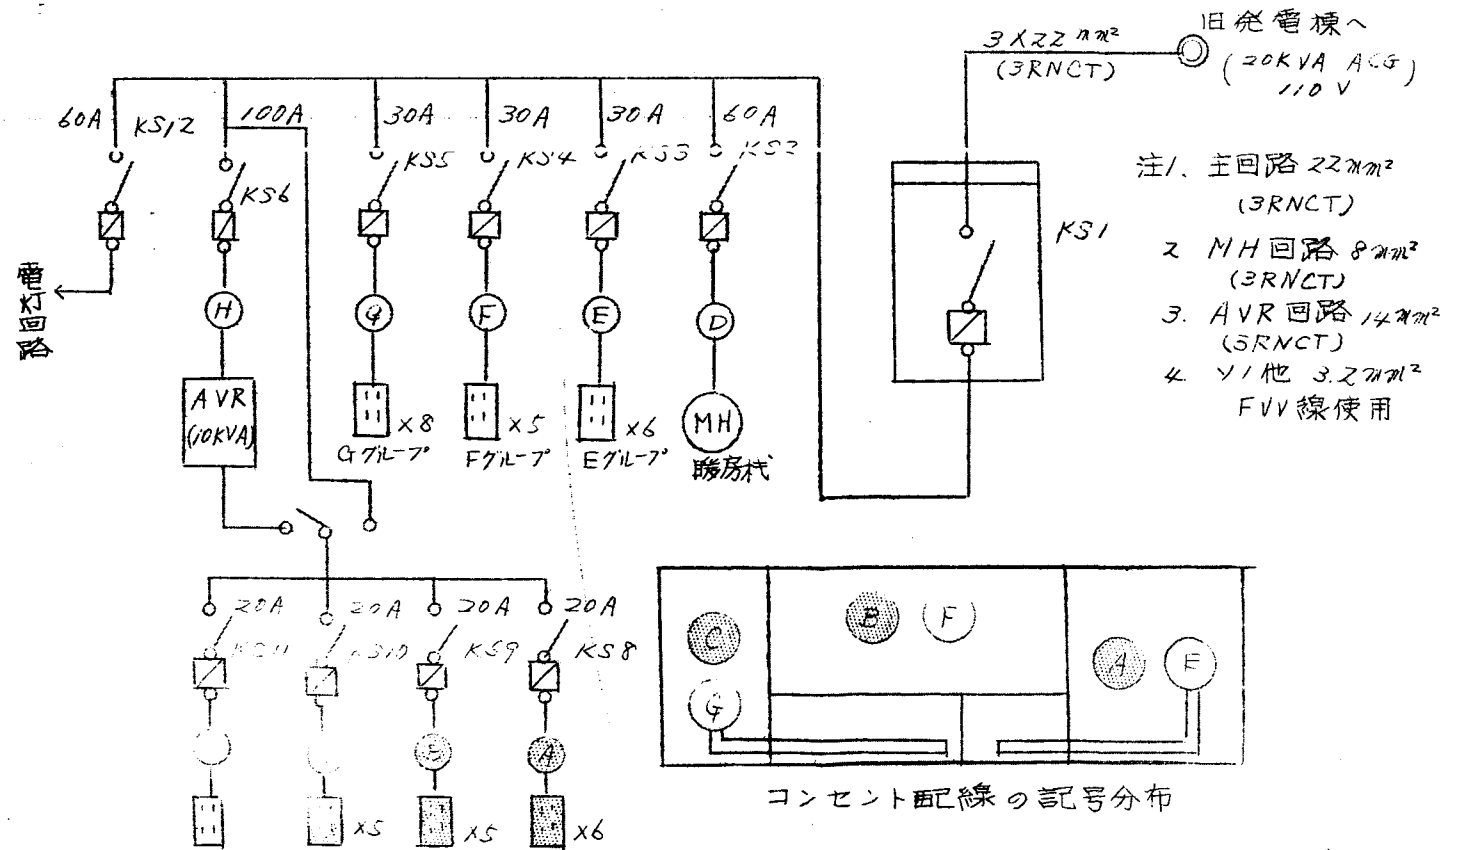 旧発電棟へ
3×22mm²
(3RNCT)
(20KVA ACG)
110V
60A
KS12
100A
30A
30A
30A
60A
KS6
KS5
KS4
KS3
KS2
KS1
注1. 主回路 22mm²
(3RNCT)
2 MH回路 8mm²
(3RNCT)
3. AVR回路 14mm²
(3RNCT)
4. ソノ他 3.2mm²
FVV線使用
電灯回路
H
G
F
E
D
AVR
(10KVA)
×8
×5
×6
MH
Gグループ
Fグループ
Eグループ
暖房機
20A
20A
20A
20A
KS11
KS10
KS9
KS8
B
A
×5
×5
×6
C
B
F
A
E
G
コンセント配線の記号分布